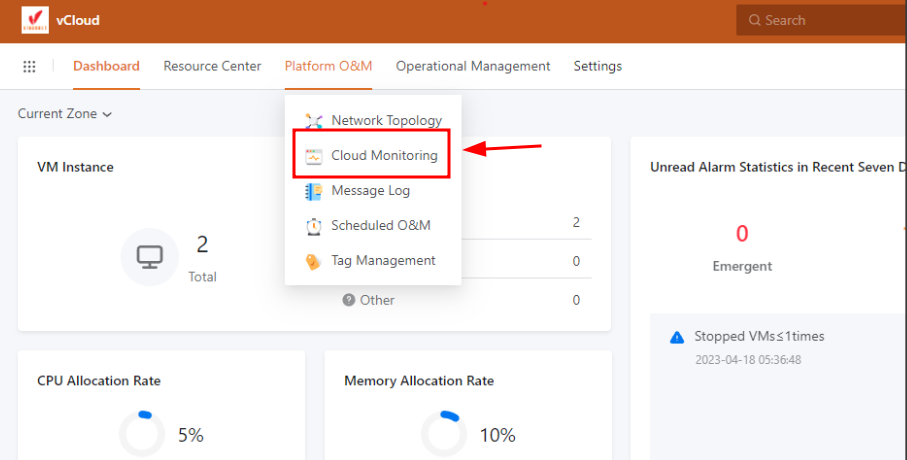 vCloud
Search
Dashboard Resource Center Platform O&M Operational Management Settings
Current Zone
Network Topology
Cloud Monitoring
Message Log
Scheduled O&M
Tag Management
VM Instance
2
Total
2
0
Other 0
Unread Alarm Statistics in Recent Seven D
0
Emergent
Stopped VMs≤1times
2023-04-18 05:36:48
CPU Allocation Rate
5%
Memory Allocation Rate
10%